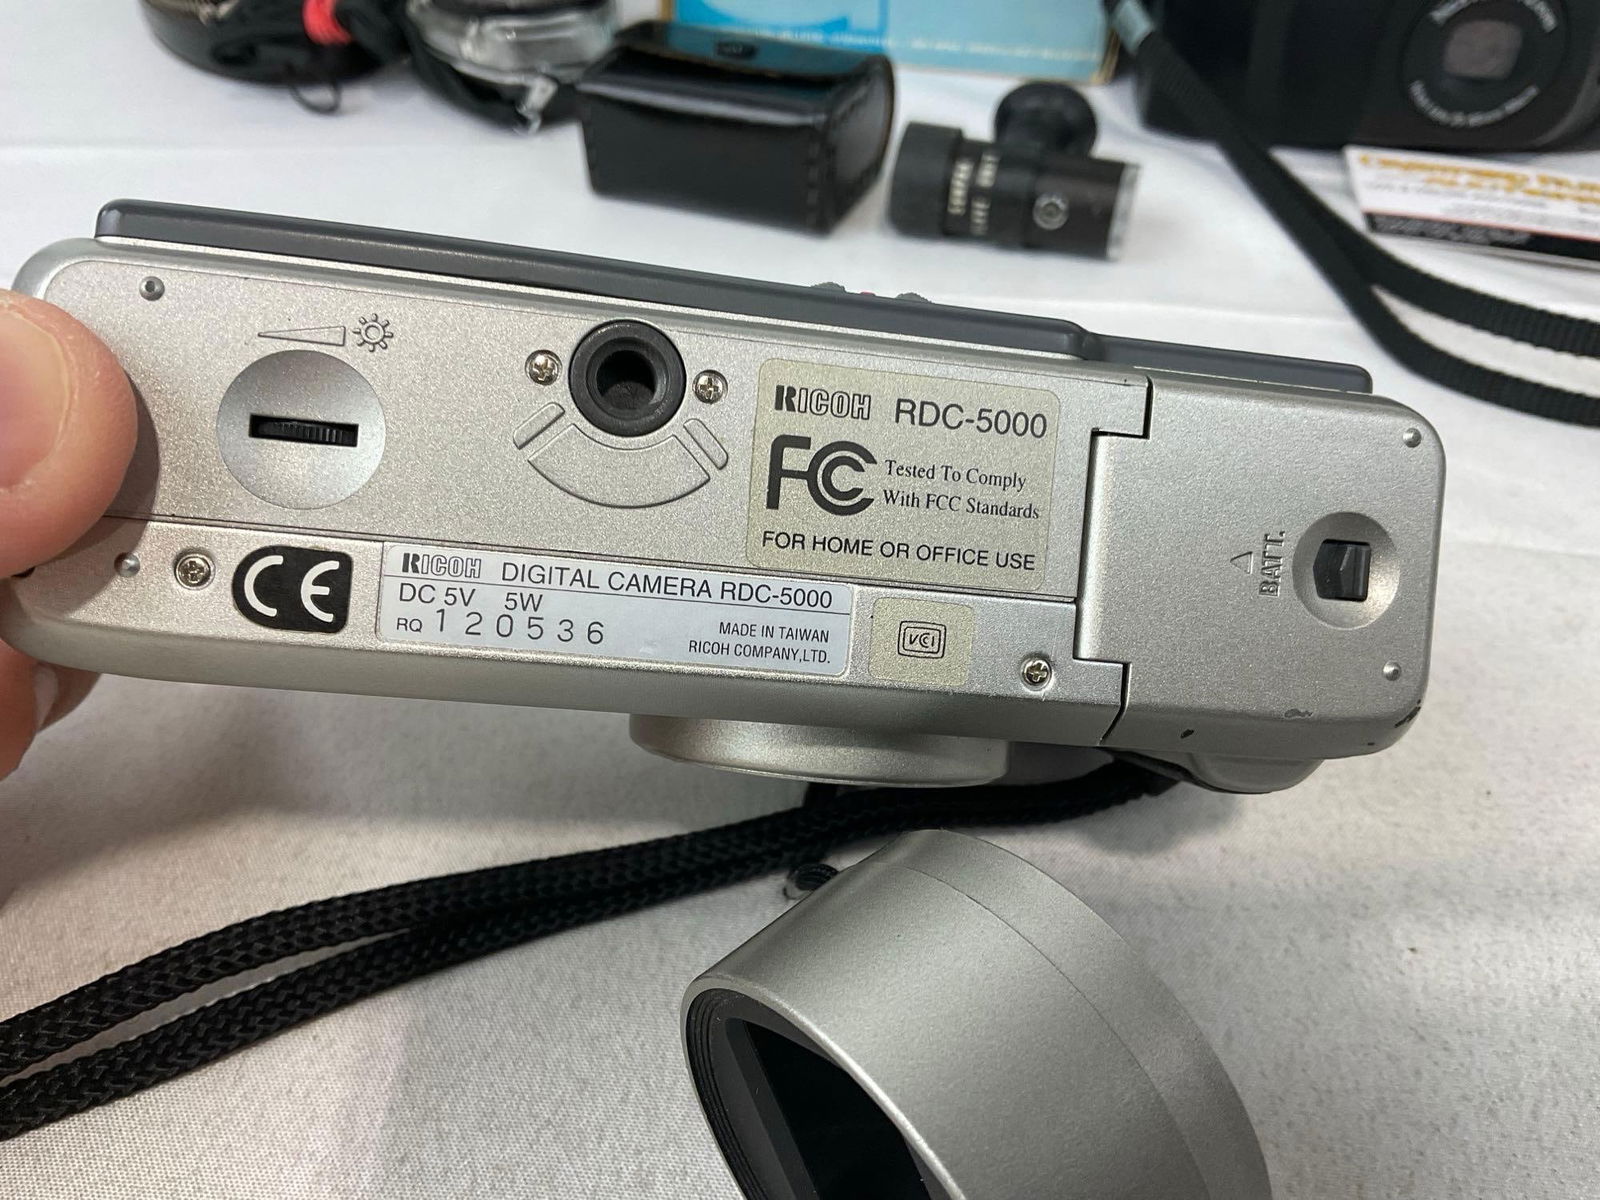 RICOH RDC-5000
FC Tested To Comply
With FCC Standards
FOR HOME OR OFFICE USE
CE
RICOH DIGITAL CAMERA RDC-5000
DC 5V 5W
RQ 120536
MADE IN TAIWAN
RICOH COMPANY,LTD.
VCI
BATT.